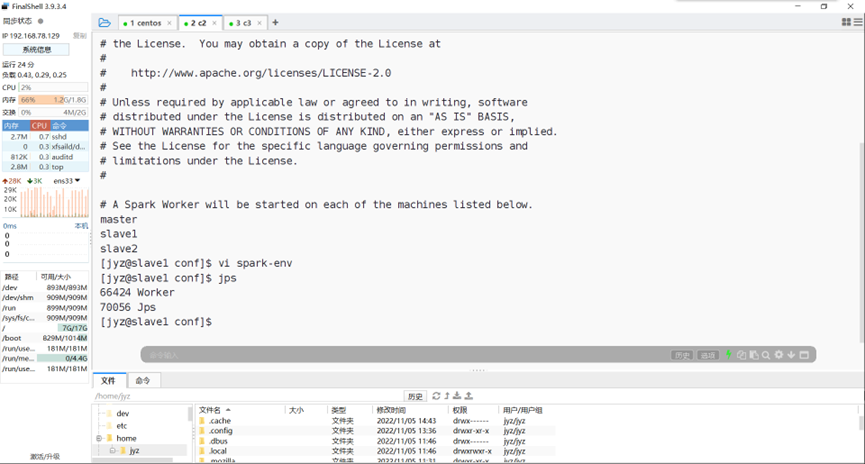 FinalShell 3.9.3.4
同步状态
1 centos
2 c2
3 c3
IP 192.168.78.129
复制
系统信息
运行 24 分
负载 0.43, 0.29, 0.25
CPU 2%
内存 66% 1.2G/1.8G
交换 0% 4M/2G
内存 CPU 命令
2.7M 0.7 sshd
0 0.3 xfsaild/d...
812K 0.3 auditd
2.8M 0.3 top
28K 3K ens33
29K
20K
10K
0ms 本机
0
0
0
路径 可用/大小
/dev 893M/893M
/dev/shm 909M/909M
/run 899M/909M
/sys/fs/c... 909M/909M
/ 7G/17G
/boot 829M/1014M
/run/use... 181M/181M
/run/me... 0/4.4G
/run/use... 181M/181M
激活/升级
# the License. You may obtain a copy of the License at
#
# http://www.apache.org/licenses/LICENSE-2.0
#
# Unless required by applicable law or agreed to in writing, software
# distributed under the License is distributed on an "AS IS" BASIS,
# WITHOUT WARRANTIES OR CONDITIONS OF ANY KIND, either express or implied.
# See the License for the specific language governing permissions and
# limitations under the License.
#
# A Spark Worker will be started on each of the machines listed below.
master
slave1
slave2
[jyz@slave1 conf]$ vi spark-env
[jyz@slave1 conf]$ jps
66424 Worker
70056 Jps
[jyz@slave1 conf]$
命令输入
历史 选项
文件 命令
/home/jyz
历史
dev
etc
home
jyz
文件名 大小 类型 修改时间 权限 用户/用户组
.cache 文件夹 2022/11/05 14:43 drwx------ jyz/jyz
.config 文件夹 2022/11/05 13:36 drwxr-xr-x jyz/jyz
.dbus 文件夹 2022/11/05 11:46 drwx------ jyz/jyz
.local 文件夹 2022/11/05 11:46 drwxrwxr-x jyz/jyz
.mozilla 文件夹 2022/11/05 11:31 drwxr-xr-x jyz/jyz